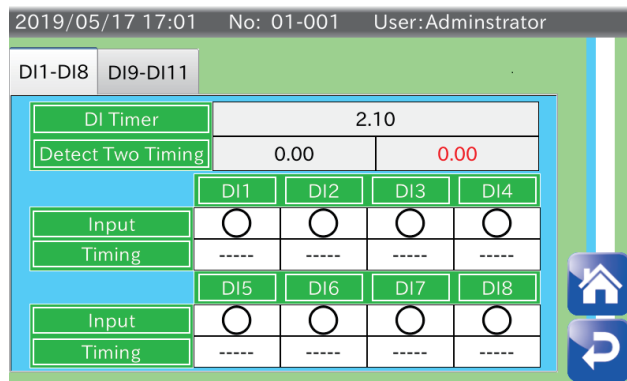 2019/05/17 17:01 No: 01-001 User:Adminstrator
DI1-DI8 DI9-DI11
DI Timer 2.10
Detect Two Timing 0.00 0.00
DI1 DI2 DI3 DI4
Input
Timing ----- ----- ----- -----
DI5 DI6 DI7 DI8
Input
Timing ----- ----- ----- -----